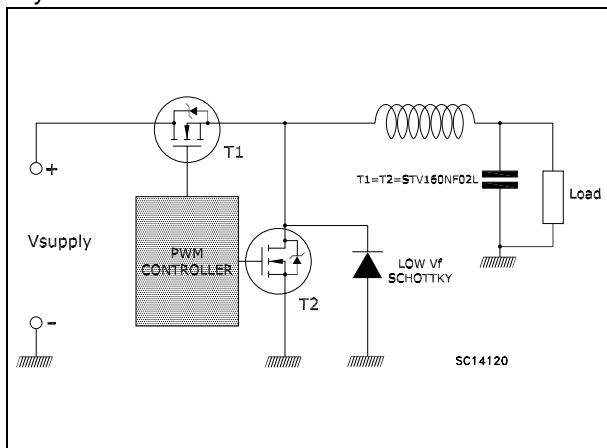 +
T1
T1=T2=STV160NF02L
Load
Vsupply
PWM
CONTROLLER
LOW Vf
SCHOTTKY
-
T2
SC14120